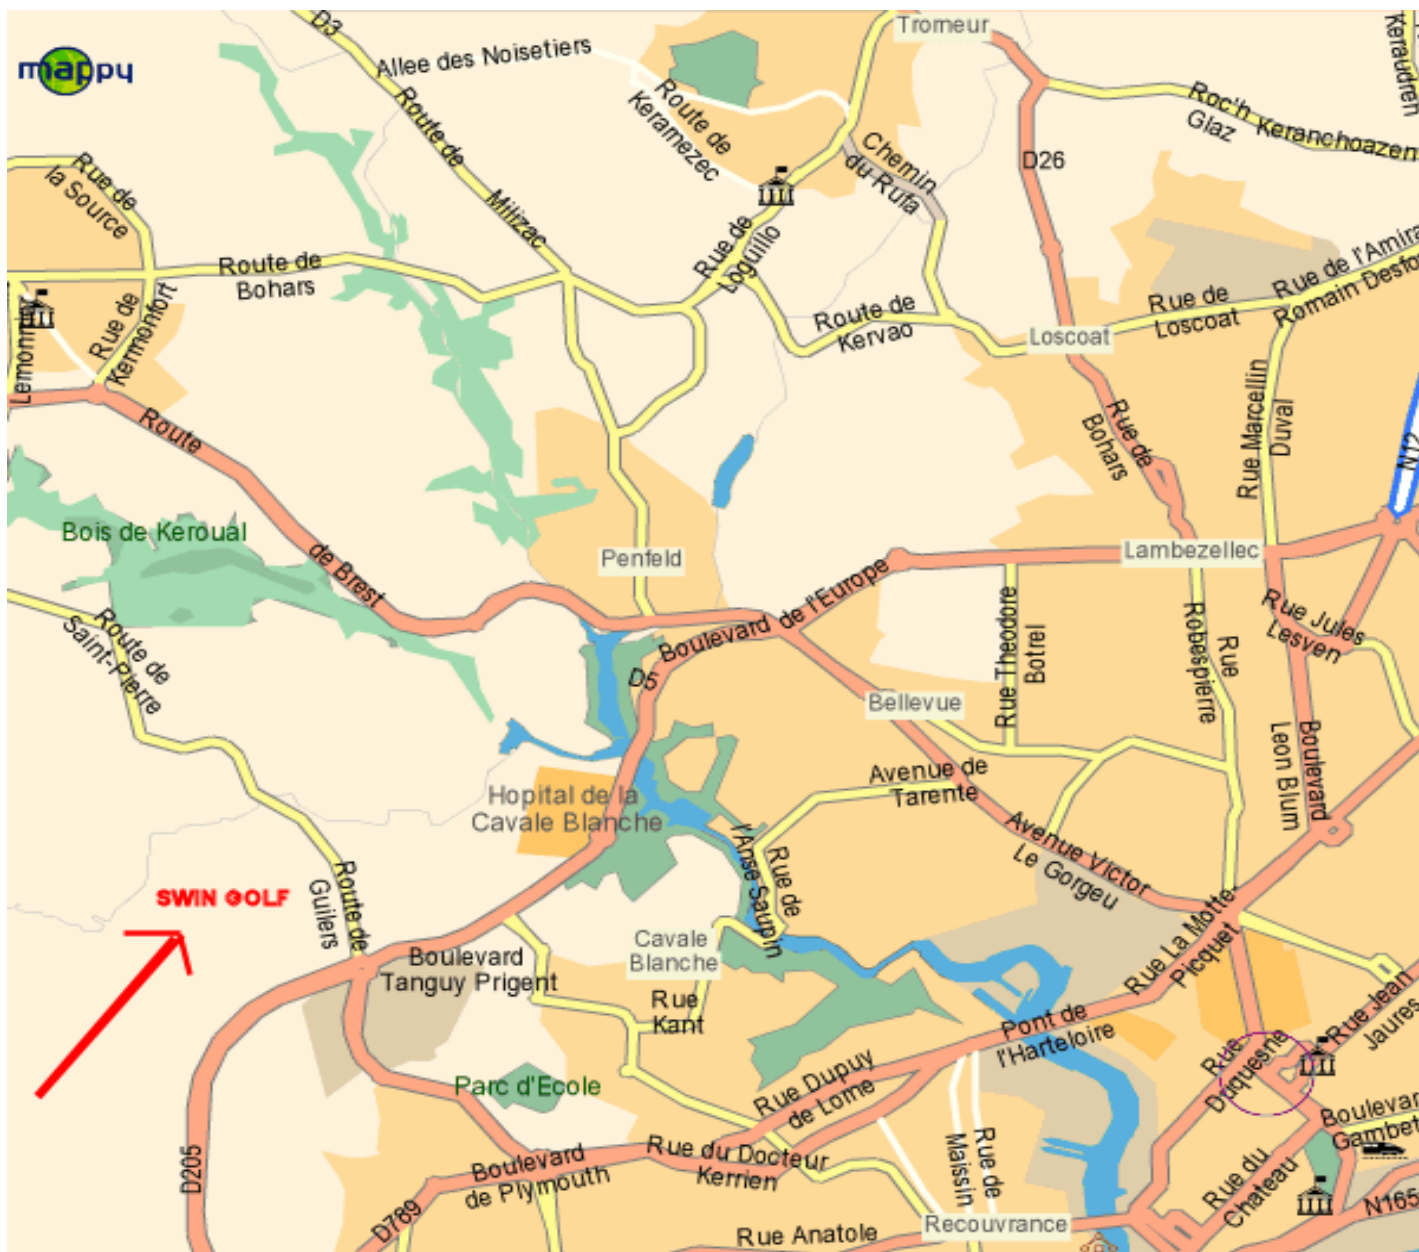 D3
Tromeur
mappy
Allee des Noisetiers
Keraudren
Route de
Keramezec
Roc'h Keranchoazen
Glaz
Route de
Milizac
Chemin
du Rufa
D26
Rue de
la Source
Rue de
Loguillo
Route de
Bohars
Rue de l'Amira
Romain Desfo
Rue de
Kermonfort
Route de
Kervao
Rue de
Loscoat
Loscoat
Route
de Brest
Rue de
Bohars
Rue Marcellin
Duval
N12
Bois de Keroual
Penfeld
Lambezellec
Boulevard de l'Europe
Route de
Saint-Pierre
Rue Theodore
Botrel
Rue
Robespierre
Rue Jules
Lesven
D5
Bellevue
Boulevard
Leon Blum
Hopital de la
Cavale Blanche
Avenue de
Tarente
l'Anse Saupin
Rue de
Avenue Victor
Le Gorgeu
SWIN GOLF
Route de
Guilers
Cavale
Blanche
Boulevard
Tanguy Prigent
Rue La Motte-
Picquet
Rue
Kant
Pont de
l'Harteloire
Rue Jean
Jaures
Rue
Duquesne
Parc d'Ecole
Rue Dupuy
de Lome
Boulevar
Gambet
D205
Boulevard
de Plymouth
Rue du Docteur
Kerrien
Rue de
Maissin
Rue du
Chateau
D789
Rue Anatole
Recouvrance
N165